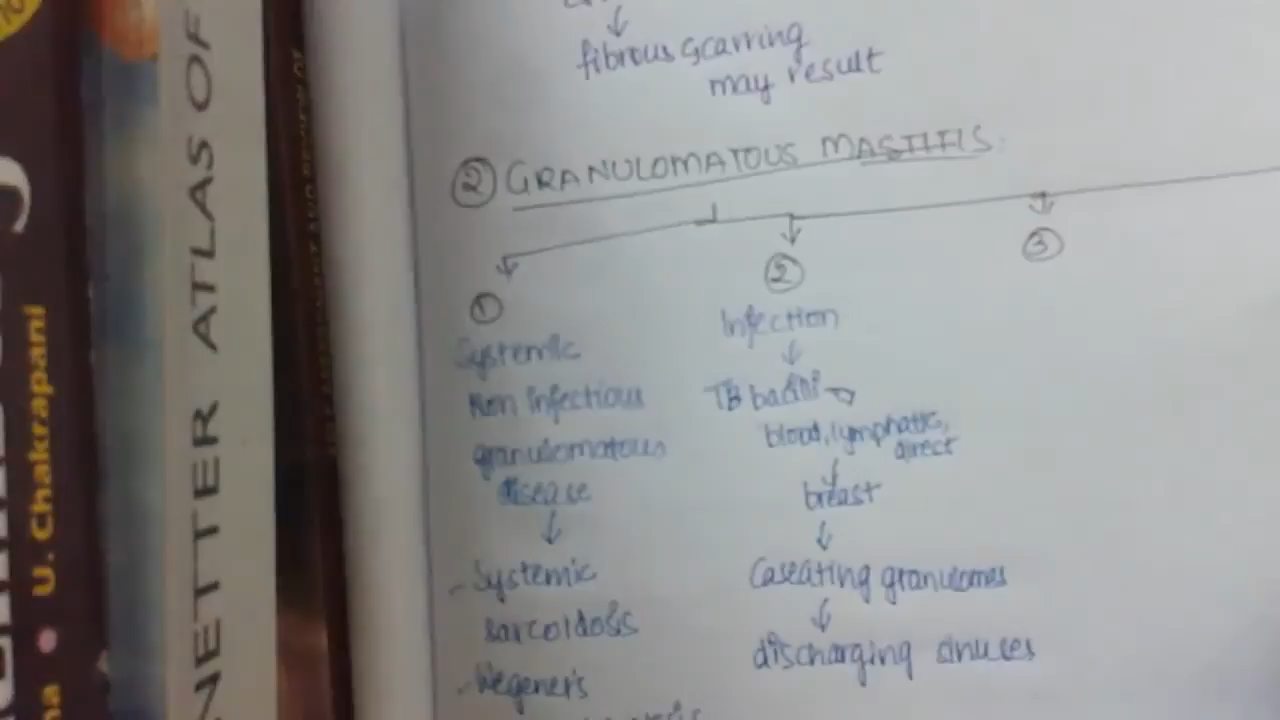 U. Chakrapani
NETTER ATLAS OF
fibrous scarring
may result
② GRANULOMATOUS MASTITIS
①
Systemic
Non infectious
granulomatous
disease
↓
- Systemic
sarcoidosis
- Wegener's
②
Infection
↓
TB bacilli
blood, lymphatic,
direct
↓
breast
↓
Caseating granulomas
↓
discharging sinuses
③